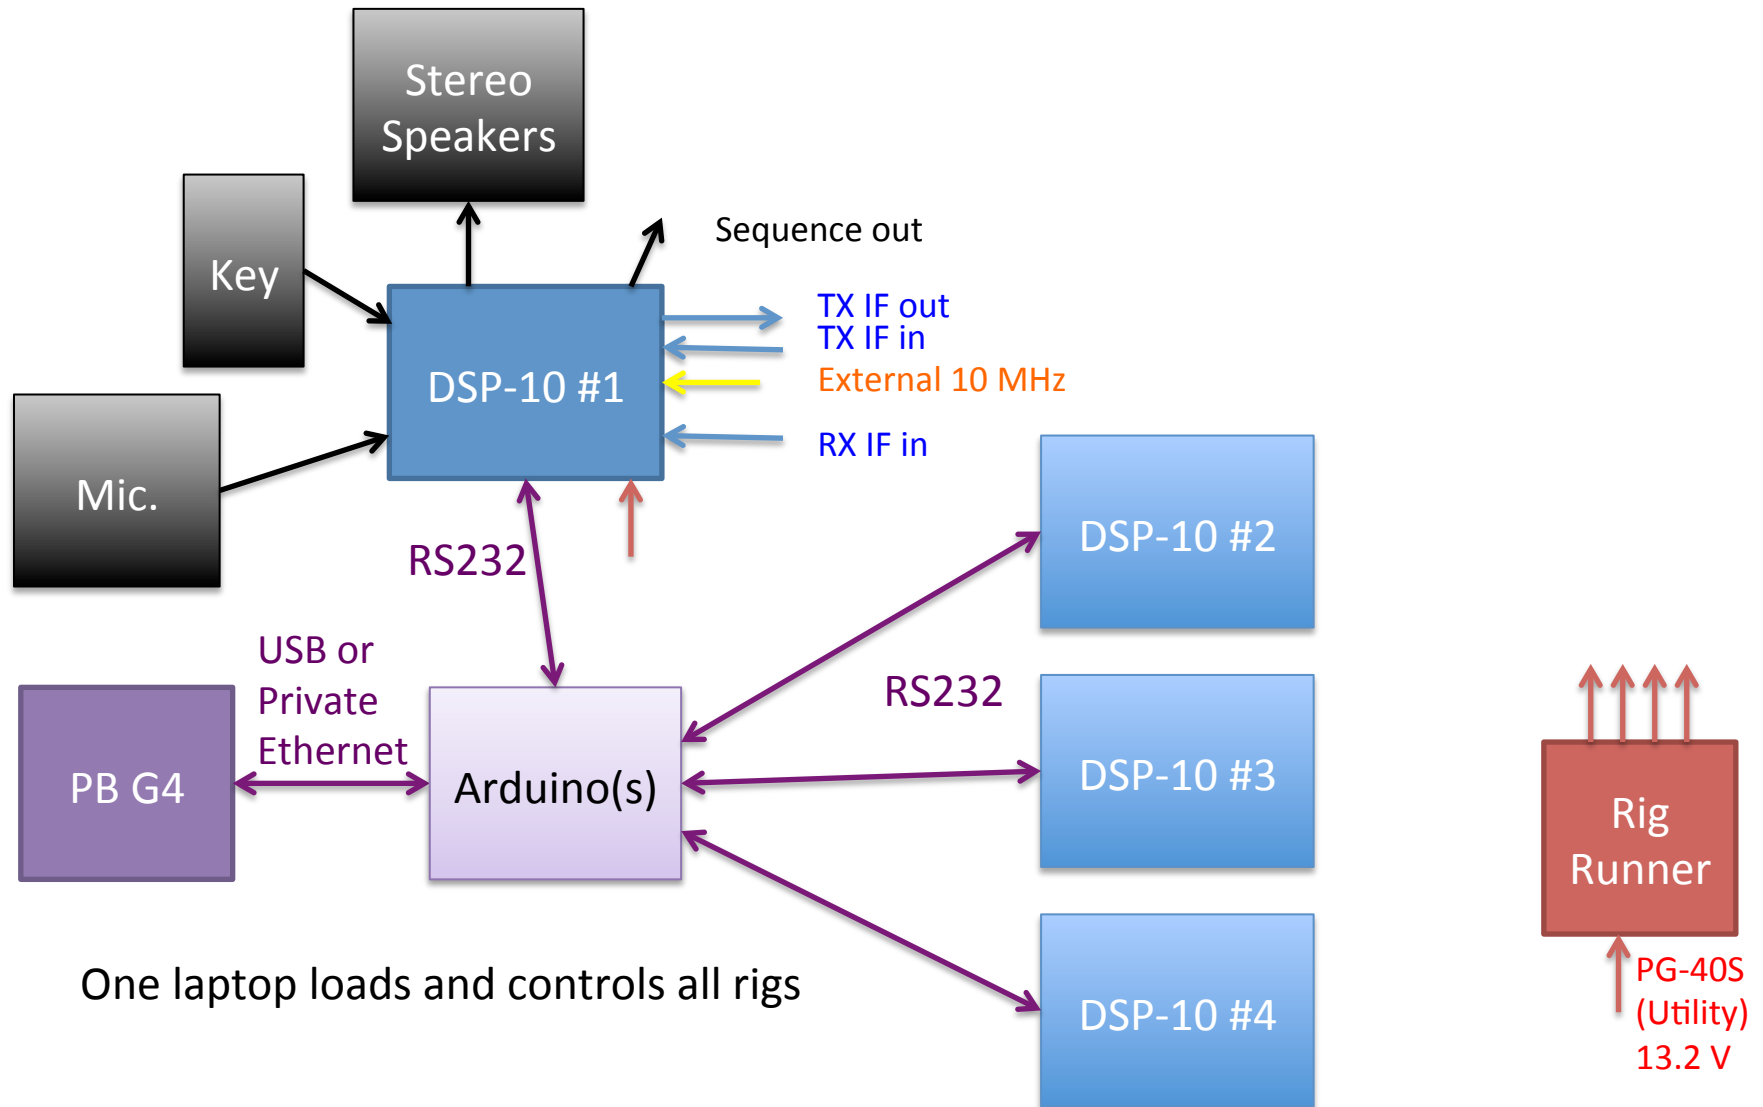 Stereo
Speakers
Key
Sequence out
TX IF out
TX IF in
External 10 MHz
RX IF in
DSP-10 #1
Mic.
RS232
DSP-10 #2
USB or
Private
Ethernet
RS232
PB G4
Arduino(s)
DSP-10 #3
Rig
Runner
One laptop loads and controls all rigs
DSP-10 #4
PG-40S
(Utility)
13.2 V